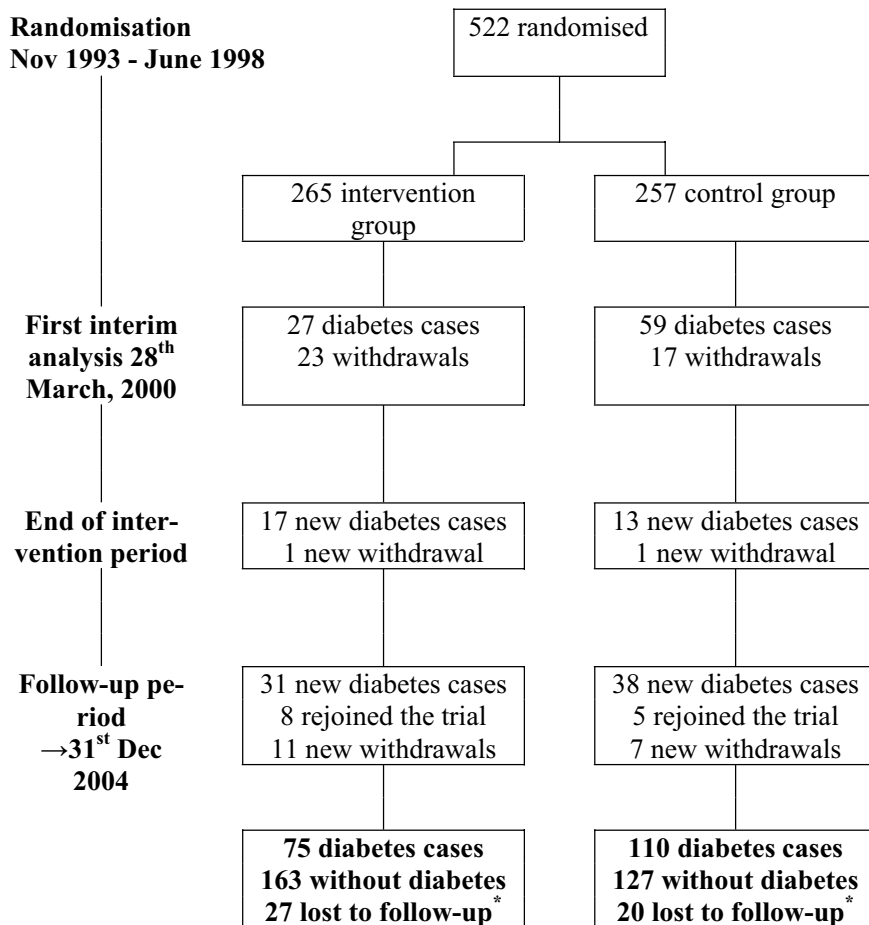 Randomisation
Nov 1993 - June 1998
522 randomised
265 intervention
group
257 control group
First interim
analysis 28th
March, 2000
27 diabetes cases
23 withdrawals
59 diabetes cases
17 withdrawals
End of inter-
vention period
17 new diabetes cases
1 new withdrawal
13 new diabetes cases
1 new withdrawal
Follow-up pe-
riod
→31st Dec
2004
31 new diabetes cases
8 rejoined the trial
11 new withdrawals
38 new diabetes cases
5 rejoined the trial
7 new withdrawals
75 diabetes cases
163 without diabetes
27 lost to follow-up*
110 diabetes cases
127 without diabetes
20 lost to follow-up*